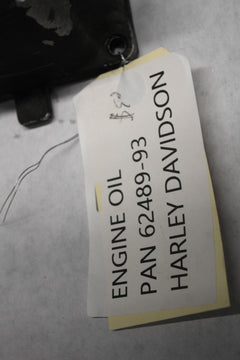 ENGINE OIL
PAN 62489-93
HARLEY DAVIDSON